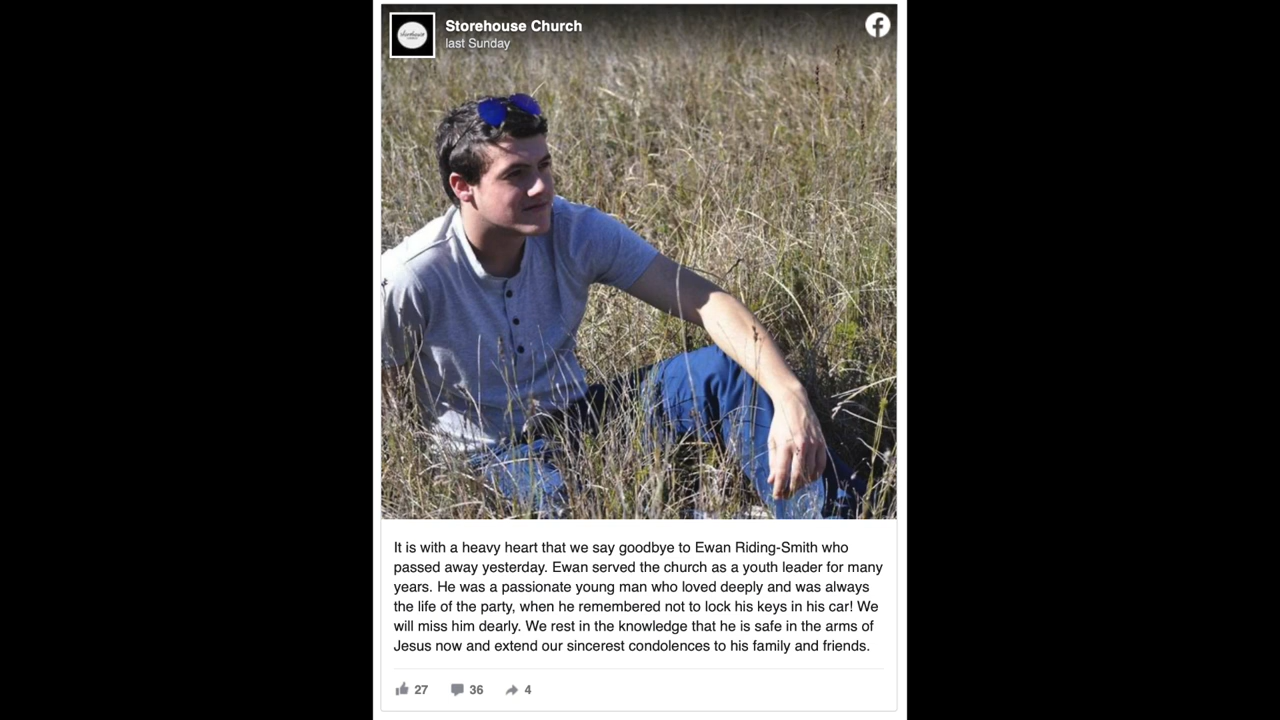 Storehouse Church
last Sunday
It is with a heavy heart that we say goodbye to Ewan Riding-Smith who
passed away yesterday. Ewan served the church as a youth leader for many
years. He was a passionate young man who loved deeply and was always
the life of the party, when he remembered not to lock his keys in his car! We
will miss him dearly. We rest in the knowledge that he is safe in the arms of
Jesus now and extend our sincerest condolences to his family and friends.
27 36 4